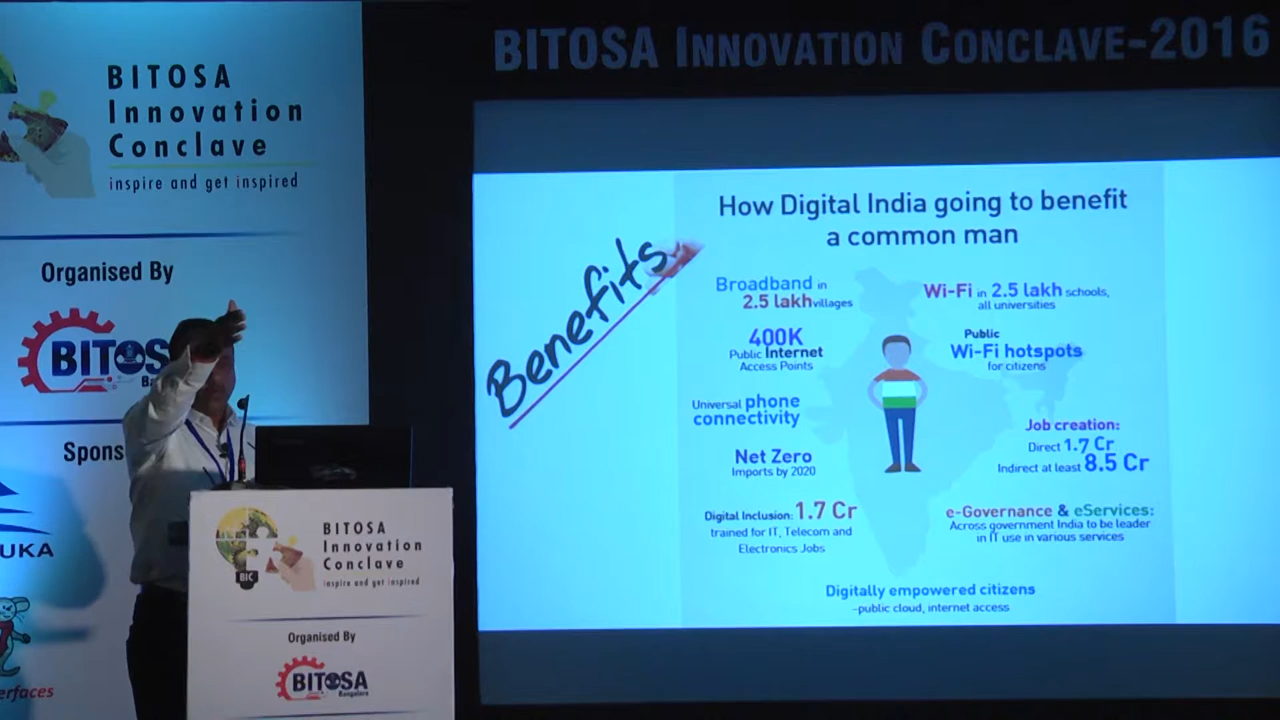 BITOSA INNOVATION CONCLAVE-2016
BITOSA
Innovation
Conclave
inspire and get inspired
Organised By
BITOS
Ba
Spons
UKA
erfaces
How Digital India going to benefit
a common man
Benefits
Broadband in
2.5 lakh villages
Wi-Fi in 2.5 lakh schools,
all universities
400K
Public Internet
Access Points
Public
Wi-Fi hotspots
for citizens
Universal phone
connectivity
Job creation:
Direct 1.7 Cr
Indirect at least 8.5 Cr
Net Zero
Imports by 2020
Digital Inclusion: 1.7 Cr
trained for IT, Telecom and
Electronics Jobs
e-Governance & eServices:
Across government India to be leader
in IT use in various services
Digitally empowered citizens
-public cloud, internet access
BIC
BITOSA
Innovation
Conclave
inspire and get inspired
Organised By
BITOSA
Bangalore